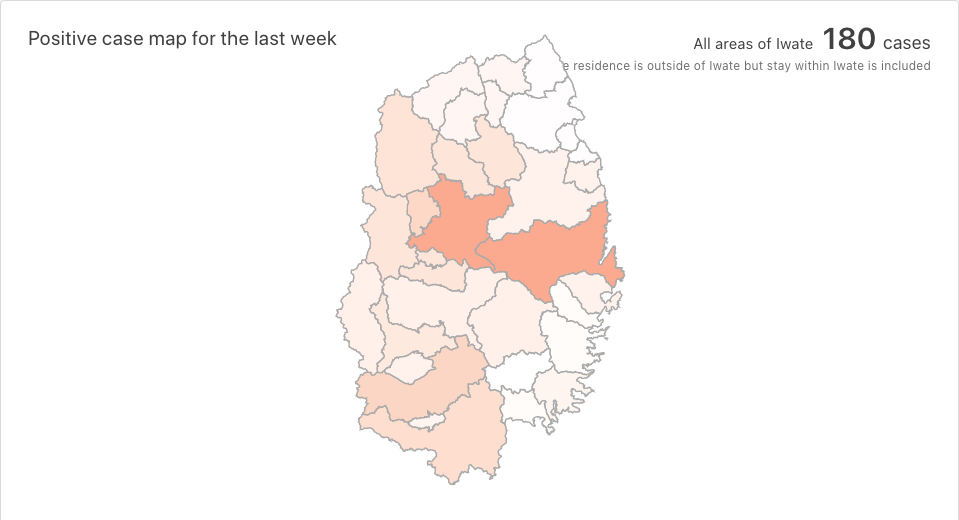 Positive case map for the last week
All areas of Iwate 180 cases
residence is outside of Iwate but stay within Iwate is included